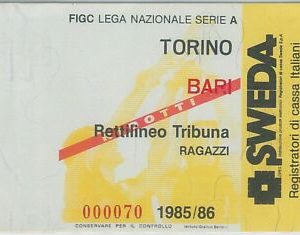 FIGC LEGA NAZIONALE SERIE A
TORINO
BARI
RIDOTTI
Rettilineo Tribuna
RAGAZZI
000070 1985/86
CONSERVARE PER IL CONTROLLO
SWEDA
Registratori di cassa Italiani